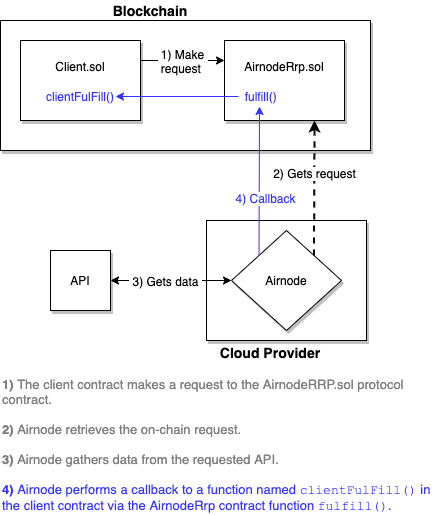 Blockchain
Client.sol
1) Make
request
AirnodeRrp.sol
clientFulFill()
fulfill()
2) Gets request
4) Callback
API
3) Gets data
Airnode
Cloud Provider
1) The client contract makes a request to the AirnodeRRP.sol protocol
contract.
2) Airnode retrieves the on-chain request.
3) Airnode gathers data from the requested API.
4) Airnode performs a callback to a function named clientFulFill() in
the client contract via the AirnodeRrp contract function fulfill().